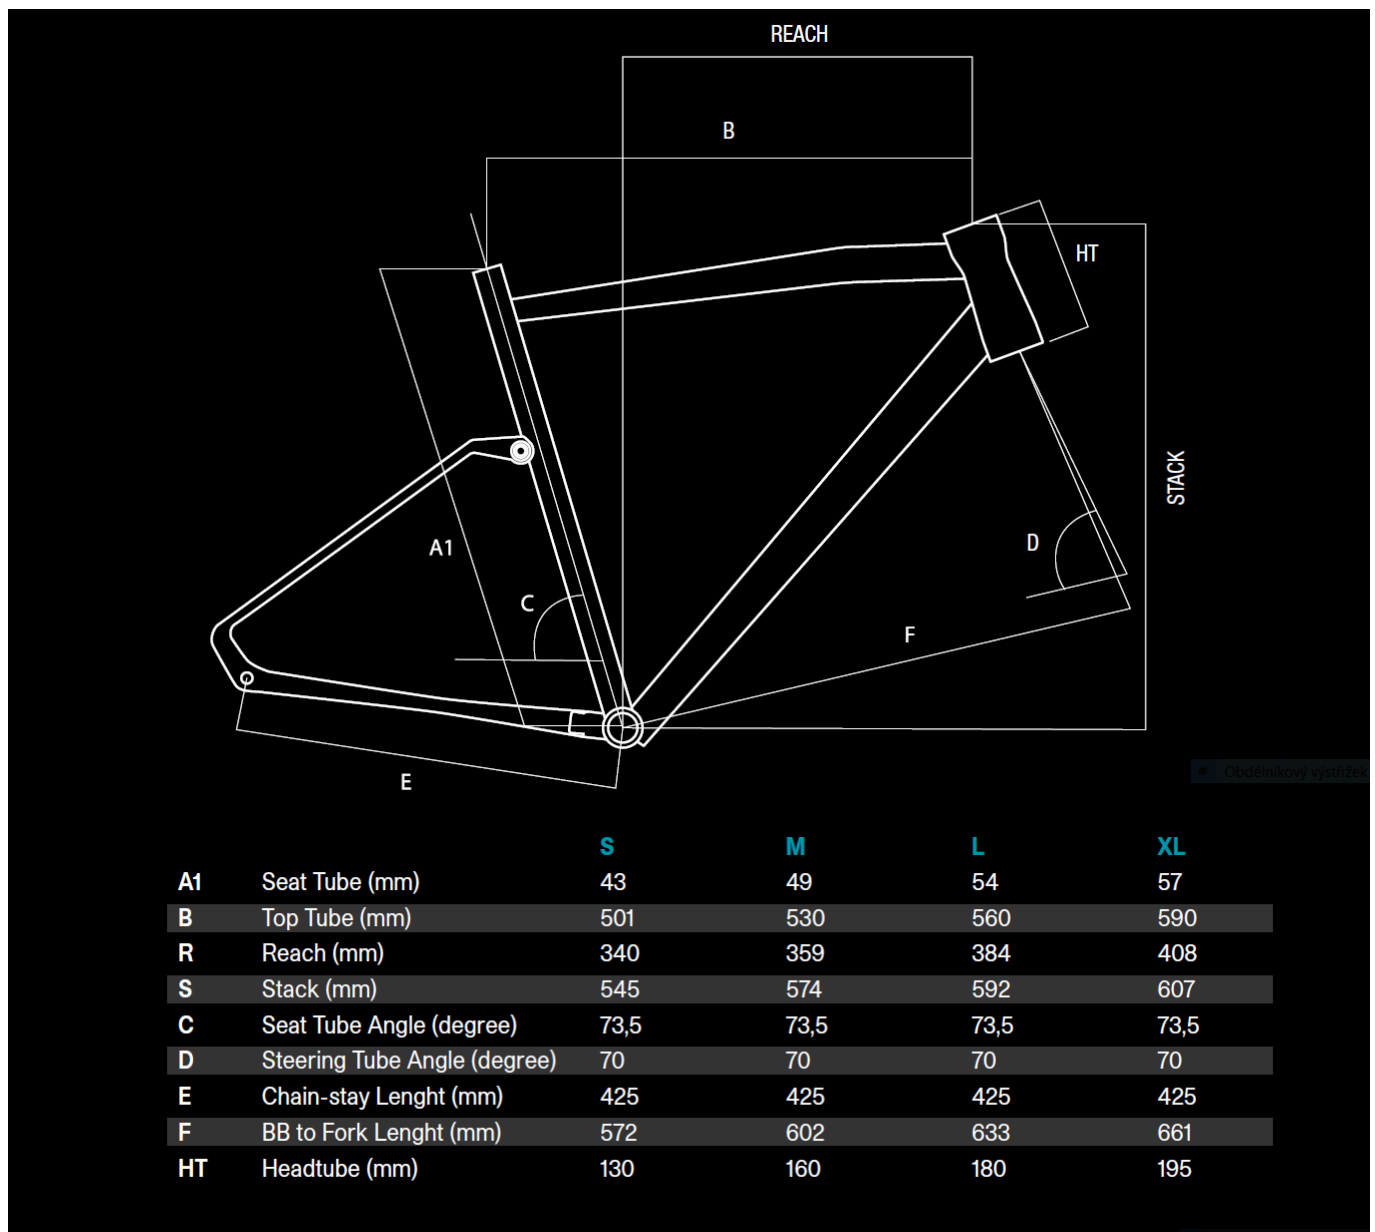 REACH
B
HT
STACK
A1
D
C
F
E
Obdélníkový výstřižek
S M L XL
A1 Seat Tube (mm) 43 49 54 57
B Top Tube (mm) 501 530 560 590
R Reach (mm) 340 359 384 408
S Stack (mm) 545 574 592 607
C Seat Tube Angle (degree) 73,5 73,5 73,5 73,5
D Steering Tube Angle (degree) 70 70 70 70
E Chain-stay Lenght (mm) 425 425 425 425
F BB to Fork Lenght (mm) 572 602 633 661
HT Headtube (mm) 130 160 180 195